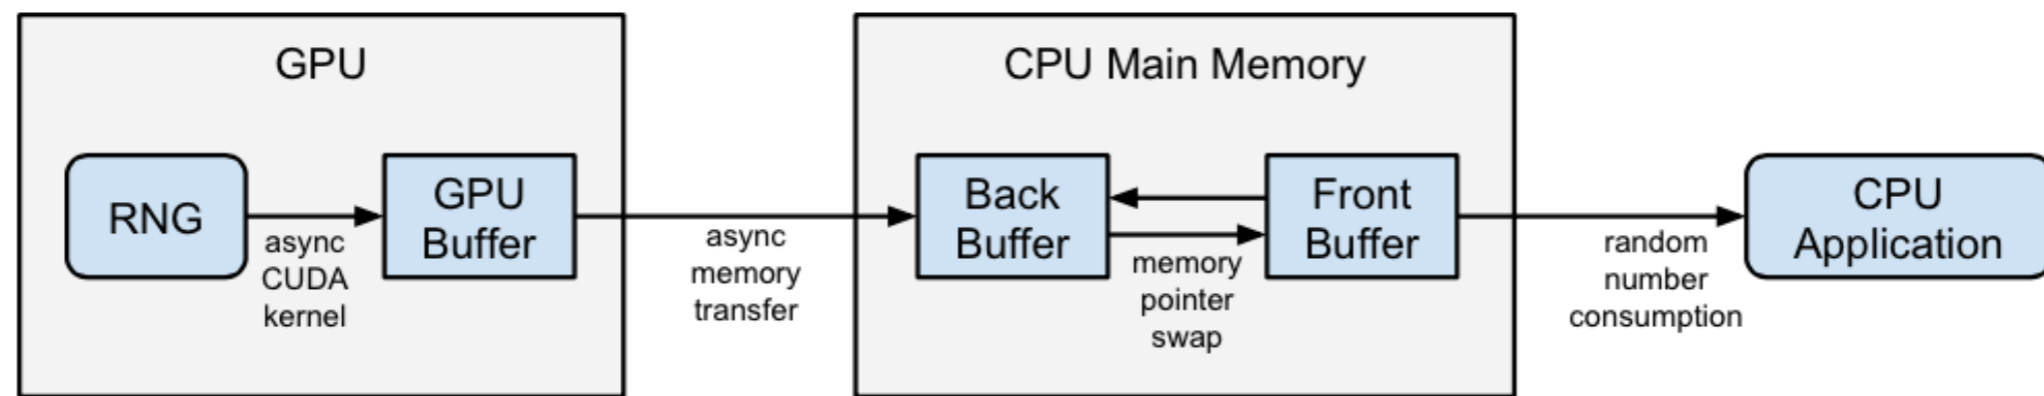 GPU
RNG
async
CUDA
kernel
GPU
Buffer
async
memory
transfer
CPU Main Memory
Back
Buffer
memory
pointer
swap
Front
Buffer
random
number
consumption
CPU
Application